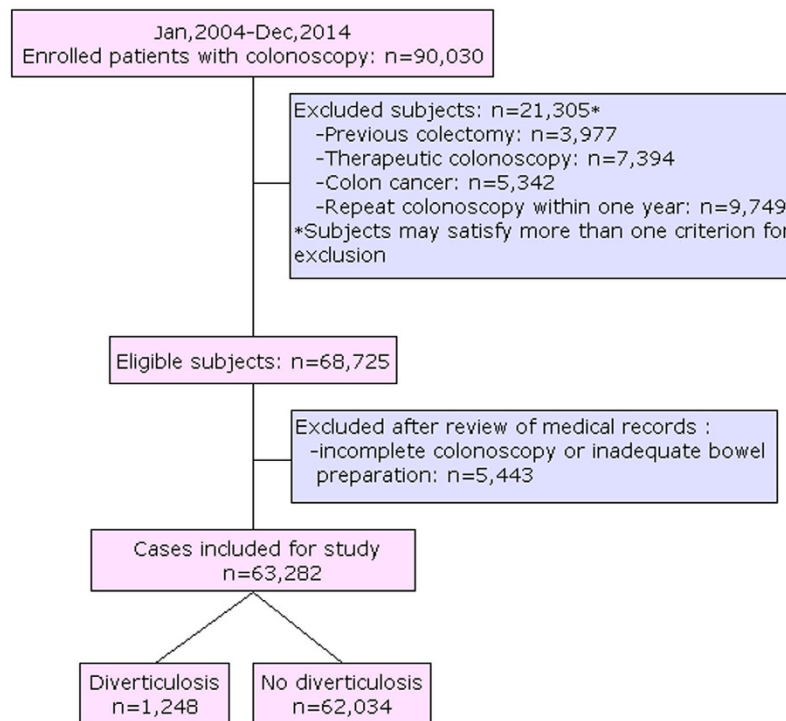 Jan,2004-Dec,2014
Enrolled patients with colonoscopy: n=90,030
Excluded subjects: n=21,305*
-Previous colectomy: n=3,977
-Therapeutic colonoscopy: n=7,394
-Colon cancer: n=5,342
-Repeat colonoscopy within one year: n=9,749
*Subjects may satisfy more than one criterion for
exclusion
Eligible subjects: n=68,725
Excluded after review of medical records :
-incomplete colonoscopy or inadequate bowel
preparation: n=5,443
Cases included for study
n=63,282
Diverticulosis
n=1,248
No diverticulosis
n=62,034